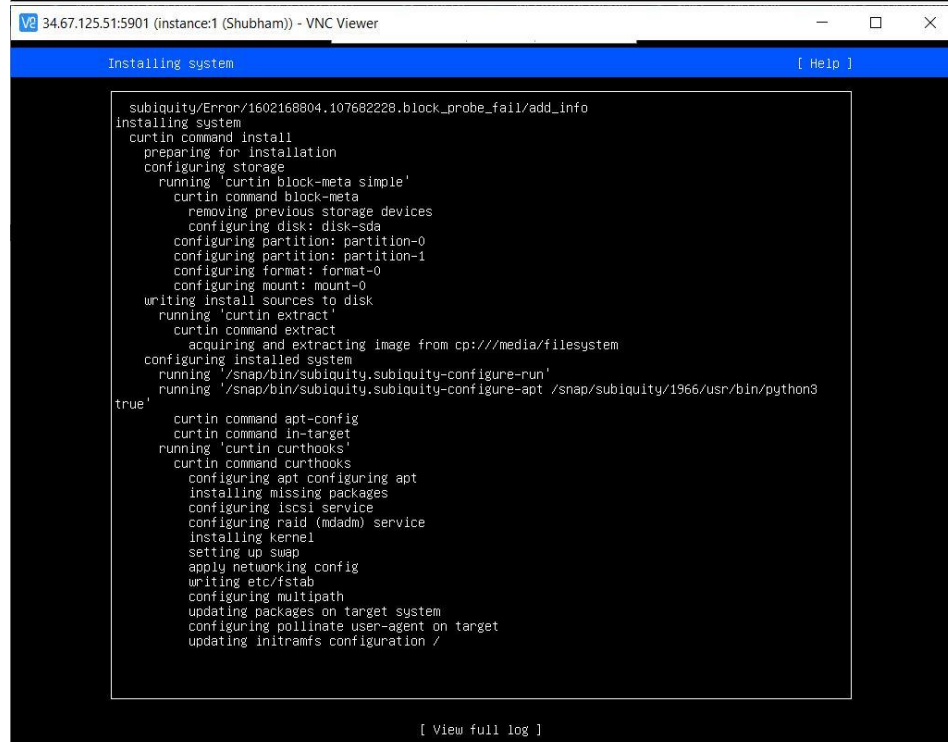 34.67.125.51:5901 (instance:1 (Shubham)) - VNC Viewer
Installing system [ Help ]
subiquity/Error/1602168804.107682228.block_probe_fail/add_info
installing system
curtin command install
preparing for installation
configuring storage
running 'curtin block-meta simple'
curtin command block-meta
removing previous storage devices
configuring disk: disk-sda
configuring partition: partition-0
configuring partition: partition-1
configuring format: format-0
configuring mount: mount-0
writing install sources to disk
running 'curtin extract'
curtin command extract
acquiring and extracting image from cp:///media/filesystem
configuring installed system
running '/snap/bin/subiquity.subiquity-configure-run'
running '/snap/bin/subiquity.subiquity-configure-apt /snap/subiquity/1966/usr/bin/python3
true'
curtin command apt-config
curtin command in-target
running 'curtin curthooks'
curtin command curthooks
configuring apt configuring apt
installing missing packages
configuring iscsi service
configuring raid (mdadm) service
installing kernel
setting up swap
apply networking config
writing etc/fstab
configuring multipath
updating packages on target system
configuring pollinate user-agent on target
updating initramfs configuration /
[ View full log ]